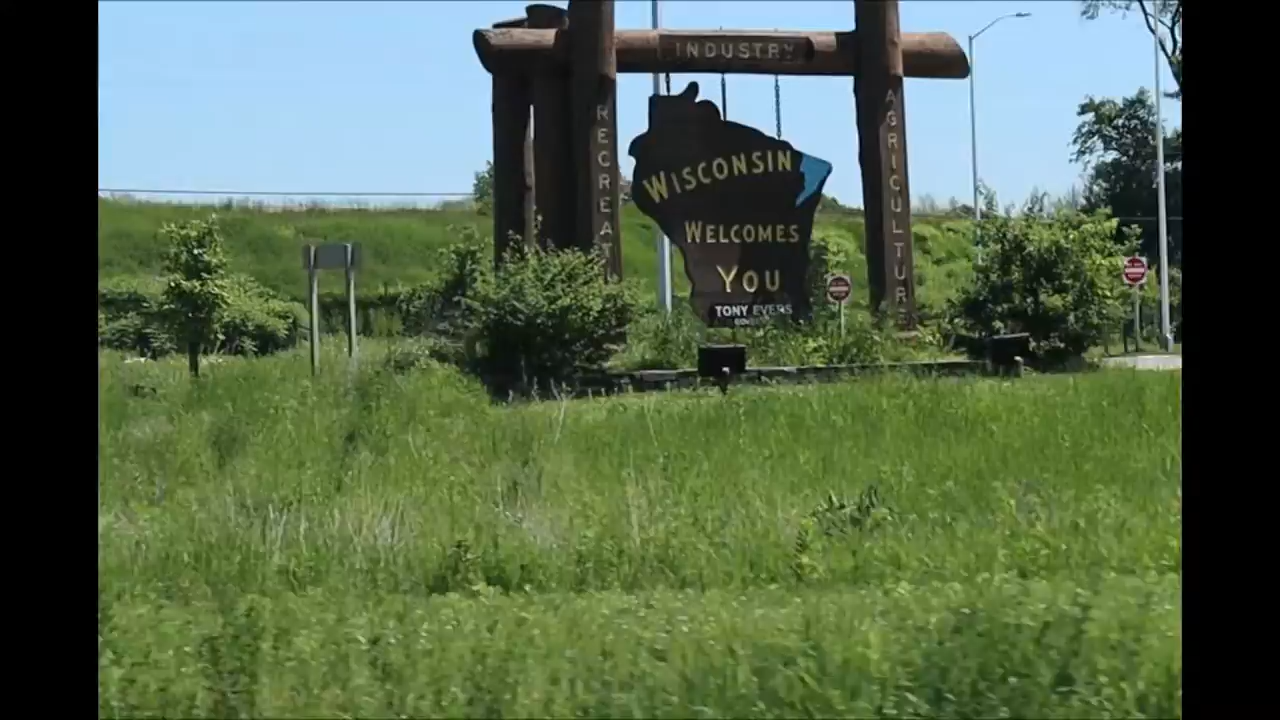 INDUSTRY
RECREAT
WISCONSIN
WELCOMES
YOU
TONY EVERS
AGRICULTUR